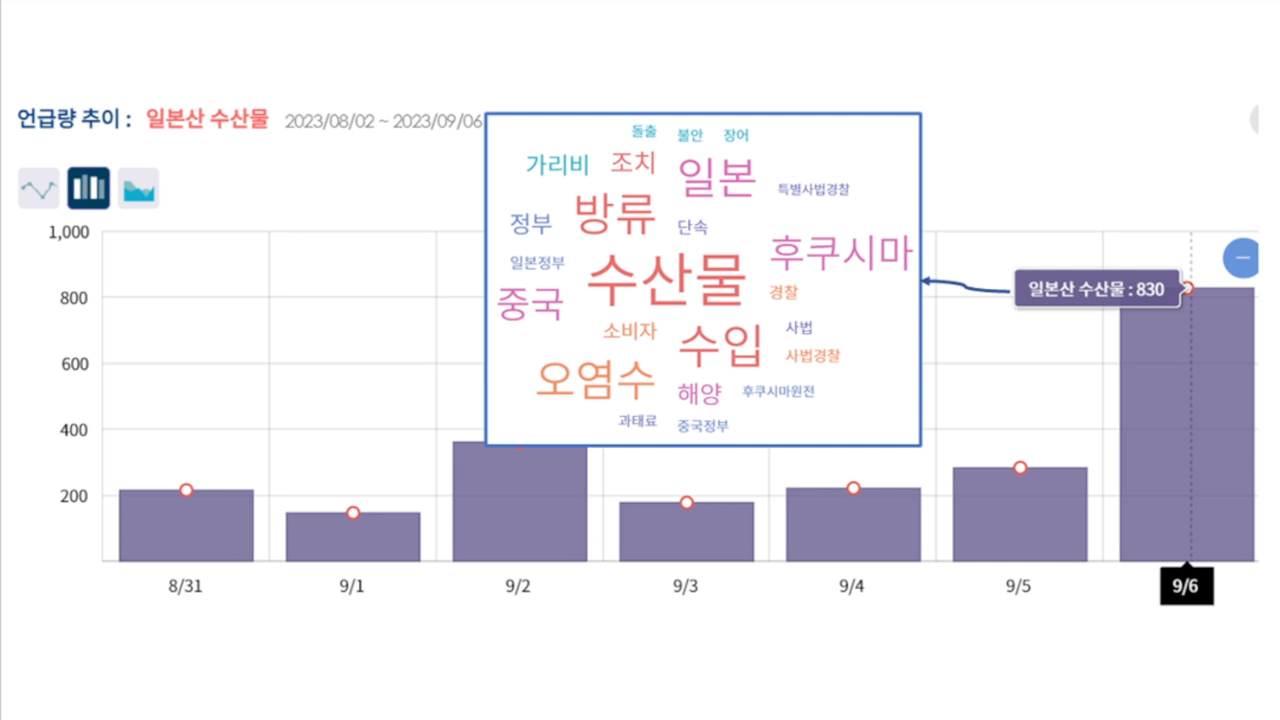 언급량 추이 : 일본산 수산물 2023/08/02 ~ 2023/09/06
돌출 불안 장어
가리비 조치 일본 특별사법경찰
정부 방류 단속
일본정부 수산물 후쿠시마
중국 경찰
소비자 수입 사법
사법경찰
오염수 해양 후쿠시마원전
과태료 중국정부
일본산 수산물 : 830
1,000
800
600
400
200
8/31 9/1 9/2 9/3 9/4 9/5 9/6